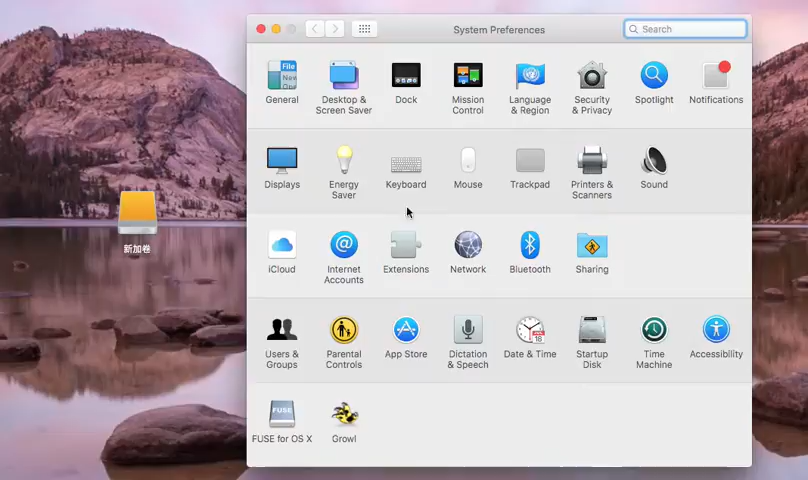 System Preferences
Search
File
New
Ope
General
Desktop &
Screen Saver
Dock
Mission
Control
Language
& Region
Security
& Privacy
Spotlight
Notifications
Displays
Energy
Saver
Keyboard
Mouse
Trackpad
Printers &
Scanners
Sound
新加卷
iCloud
@
Internet
Accounts
Extensions
Network
Bluetooth
Sharing
Users &
Groups
Parental
Controls
App Store
Dictation
& Speech
JUL
18
Date & Time
Startup
Disk
Time
Machine
Accessibility
FUSE
FUSE for OS X
Growl